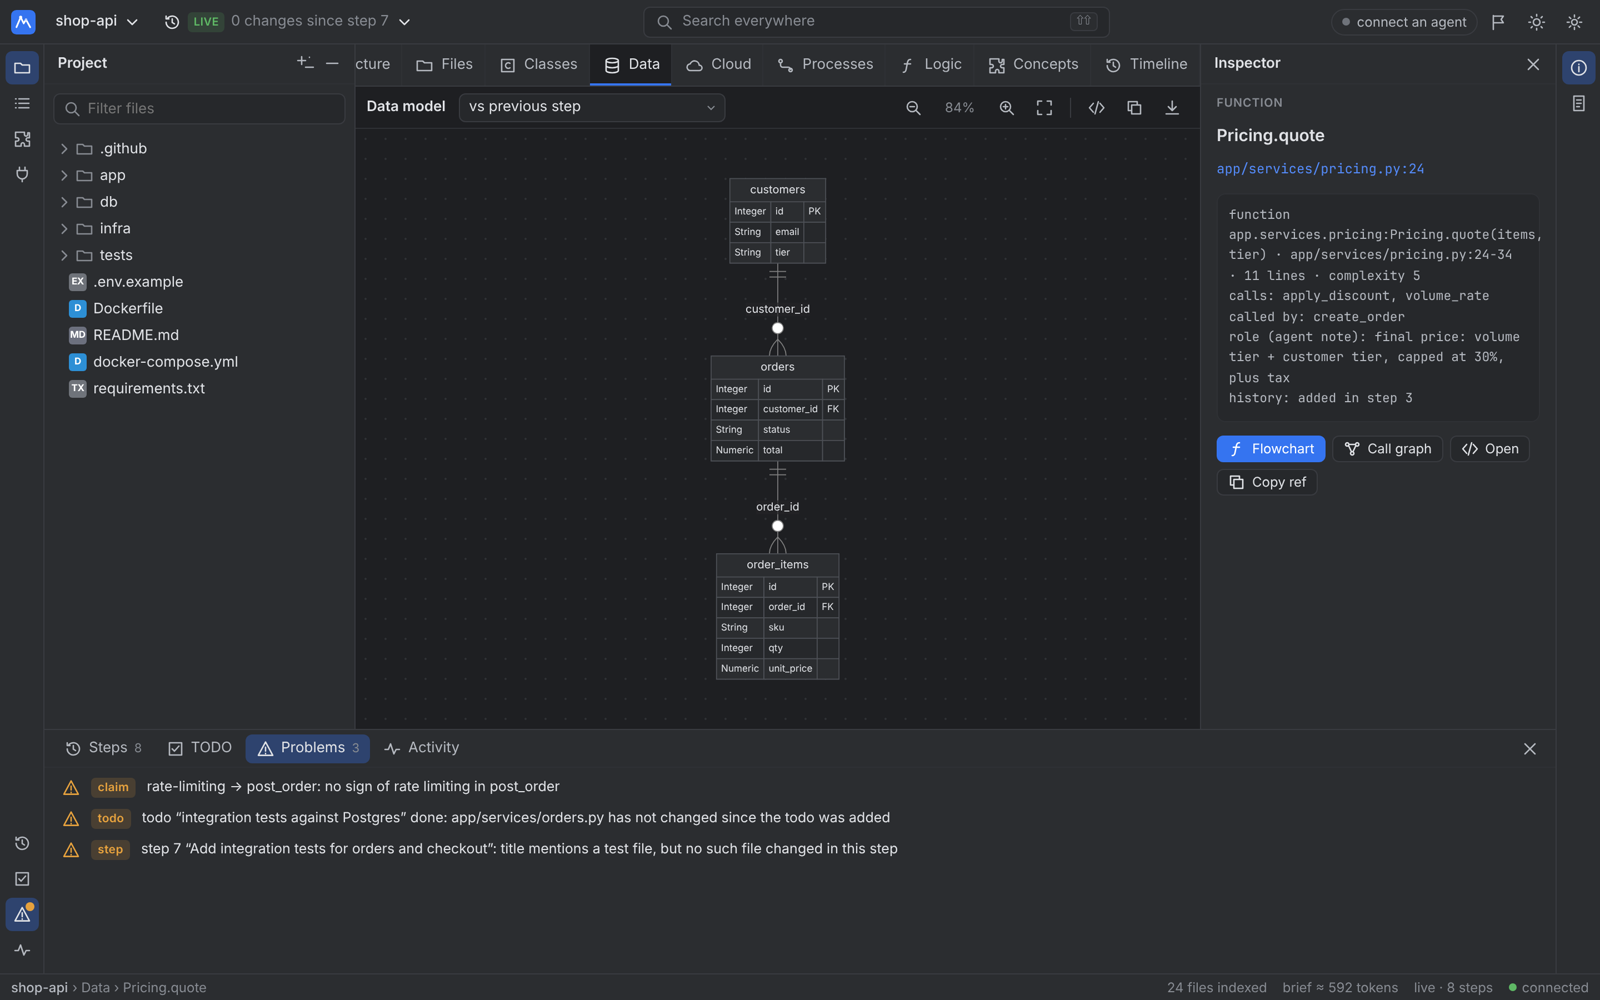 shop-api
LIVE
0 changes since step 7
Search everywhere
connect an agent
Project
Filter files
.github
app
db
infra
tests
EX .env.example
D Dockerfile
MD README.md
D docker-compose.yml
TX requirements.txt
cture
Files
Classes
Data
Cloud
Processes
Logic
Concepts
Timeline
Data model
vs previous step
84%
customers
Integer id PK
String email
String tier
customer_id
orders
Integer id PK
Integer customer_id FK
String status
Numeric total
order_id
order_items
Integer id PK
Integer order_id FK
String sku
Integer qty
Numeric unit_price
Inspector
FUNCTION
Pricing.quote
app/services/pricing.py:24
function
app.services.pricing:Pricing.quote(items,
tier) · app/services/pricing.py:24-34
· 11 lines · complexity 5
calls: apply_discount, volume_rate
called by: create_order
role (agent note): final price: volume
tier + customer tier, capped at 30%,
plus tax
history: added in step 3
Flowchart
Call graph
Open
Copy ref
Steps 8
TODO
Problems 3
Activity
claim rate-limiting → post_order: no sign of rate limiting in post_order
todo todo “integration tests against Postgres” done: app/services/orders.py has not changed since the todo was added
step step 7 “Add integration tests for orders and checkout”: title mentions a test file, but no such file changed in this step
shop-api › Data › Pricing.quote
24 files indexed
brief ≈ 592 tokens
live · 8 steps
connected